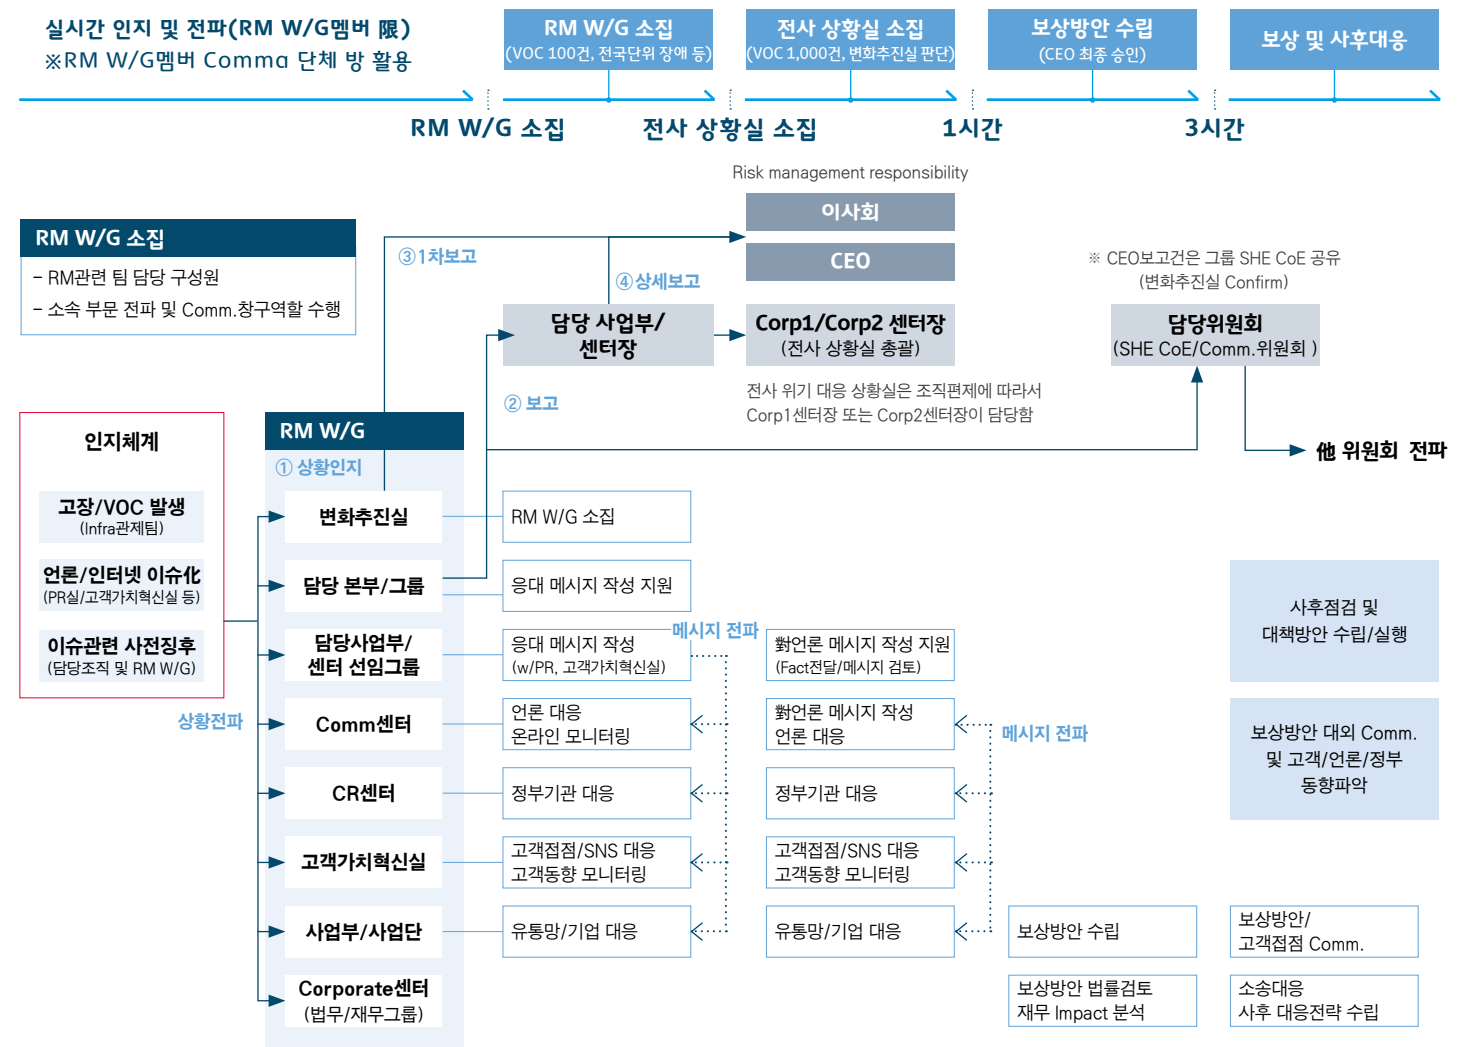 실시간 인지 및 전파(RM W/G멤버 限)
※RM W/G멤버 Comma 단체 방 활용
RM W/G 소집
(VOC 100건, 전국단위 장애 등)
전사 상황실 소집
(VOC 1,000건, 변화추진실 판단)
보상방안 수립
(CEO 최종 승인)
보상 및 사후대응
RM W/G 소집
전사 상황실 소집
1시간
3시간
Risk management responsibility
이사회
CEO
RM W/G 소집
– RM관련 팀 담당 구성원
– 소속 부문 전파 및 Comm.창구역할 수행
③1차보고
④상세보고
※ CEO보고건은 그룹 SHE CoE 공유
(변화추진실 Confirm)
담당 사업부/
센터장
Corp1/Corp2 센터장
(전사 상황실 총괄)
담당위원회
(SHE CoE/Comm.위원회 )
② 보고
전사 위기 대응 상황실은 조직편제에 따라서
Corp1센터장 또는 Corp2센터장이 담당함
他 위원회 전파
인지체계
고장/VOC 발생
(Infra관제팀)
언론/인터넷 이슈化
(PR실/고객가치혁신실 등)
이슈관련 사전징후
(담당조직 및 RM W/G)
상황전파
RM W/G
① 상황인지
변화추진실
RM W/G 소집
담당 본부/그룹
응대 메시지 작성 지원
담당사업부/
센터 선임그룹
응대 메시지 작성
(w/PR, 고객가치혁신실)
메시지 전파
對언론 메시지 작성 지원
(Fact전달/메시지 검토)
사후점검 및
대책방안 수립/실행
Comm센터
언론 대응
온라인 모니터링
對언론 메시지 작성
언론 대응
메시지 전파
보상방안 대외 Comm.
및 고객/언론/정부
동향파악
CR센터
정부기관 대응
정부기관 대응
고객가치혁신실
고객접점/SNS 대응
고객동향 모니터링
고객접점/SNS 대응
고객동향 모니터링
사업부/사업단
유통망/기업 대응
유통망/기업 대응
보상방안 수립
보상방안/
고객접점 Comm.
Corporate센터
(법무/재무그룹)
보상방안 법률검토
재무 Impact 분석
소송대응
사후 대응전략 수립